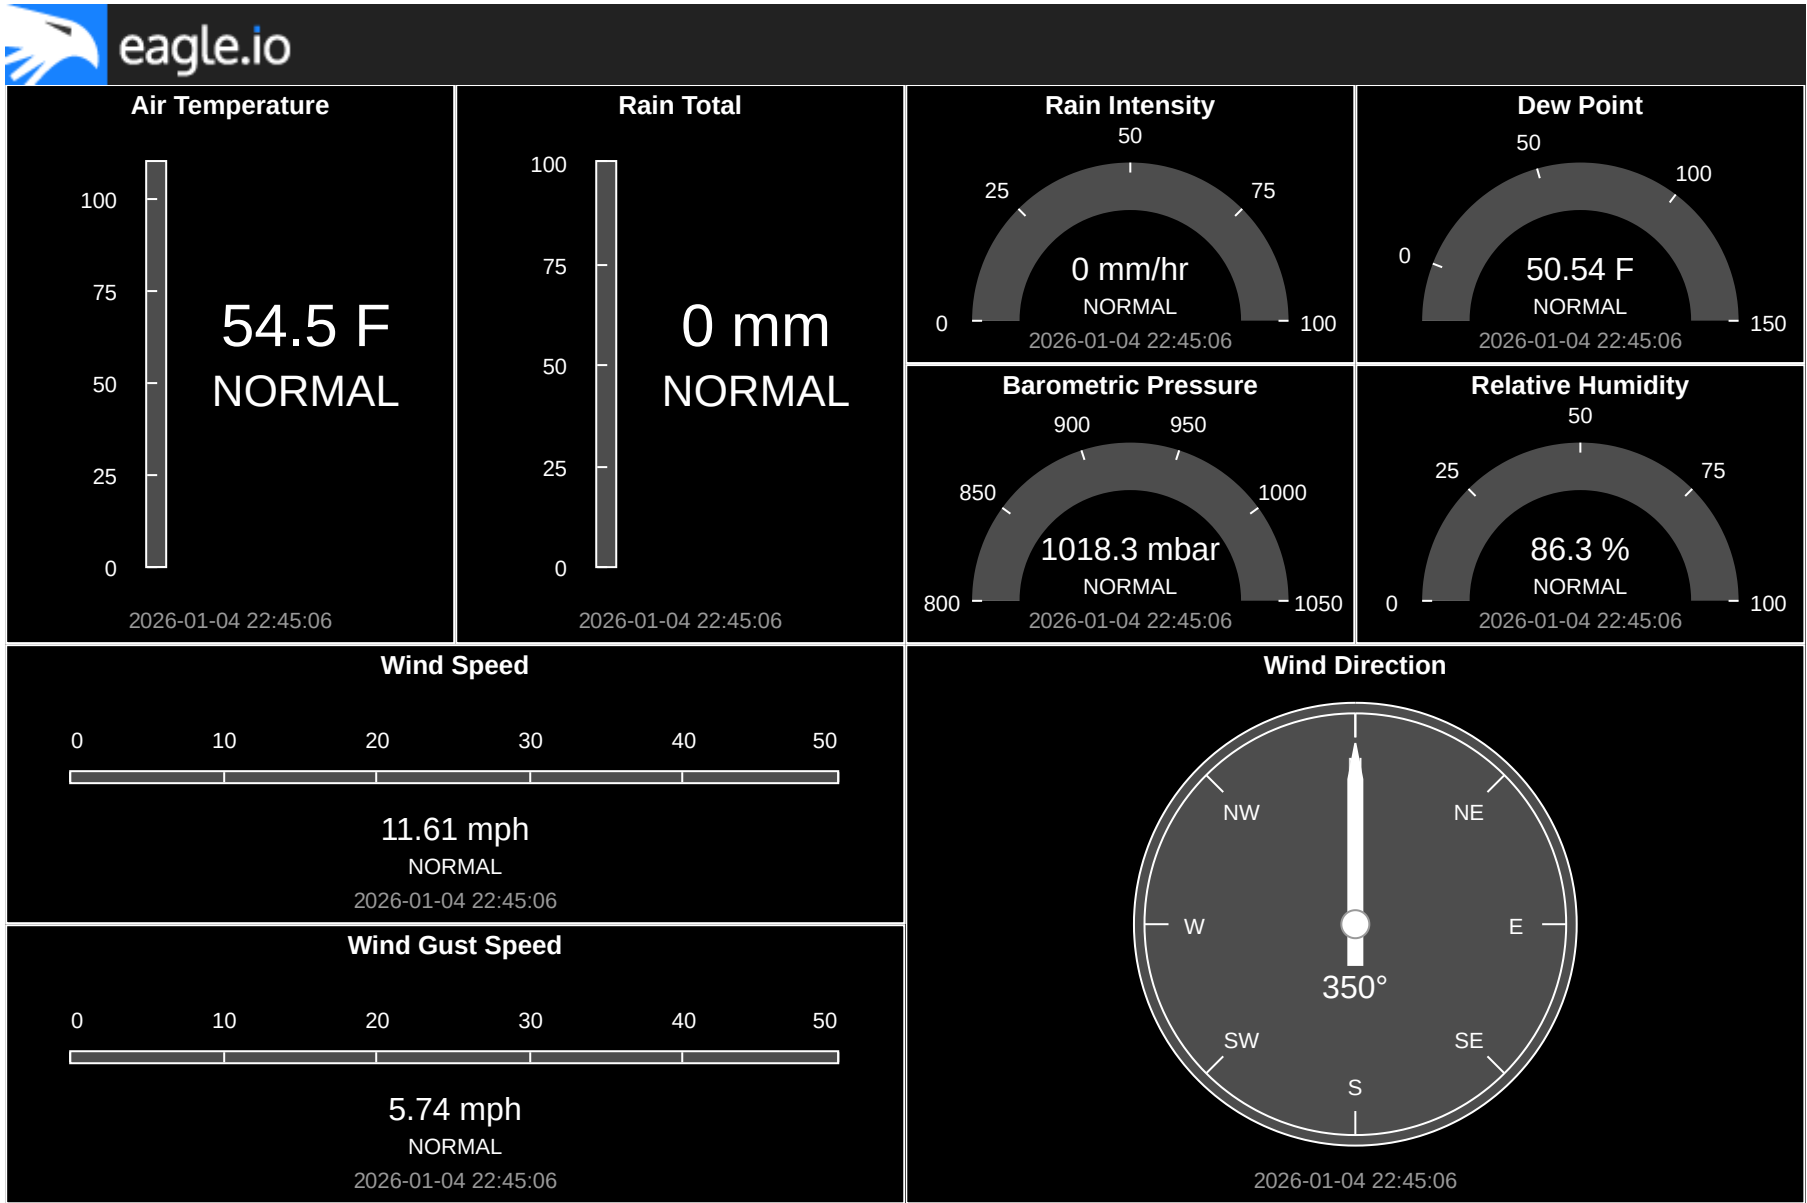 eagle.io
Air Temperature
100
75
50
25
0
54.5 F
NORMAL
2026-01-04 22:45:06
Rain Total
100
75
50
25
0
0 mm
NORMAL
2026-01-04 22:45:06
Rain Intensity
50
25
75
0
100
0 mm/hr
NORMAL
2026-01-04 22:45:06
Dew Point
50
100
0
150
50.54 F
NORMAL
2026-01-04 22:45:06
Barometric Pressure
900
950
850
1000
800
1050
1018.3 mbar
NORMAL
2026-01-04 22:45:06
Relative Humidity
50
25
75
0
100
86.3 %
NORMAL
2026-01-04 22:45:06
Wind Speed
0 10 20 30 40 50
11.61 mph
NORMAL
2026-01-04 22:45:06
Wind Gust Speed
0 10 20 30 40 50
5.74 mph
NORMAL
2026-01-04 22:45:06
Wind Direction
NW NE
W E
350°
SW SE
S
2026-01-04 22:45:06